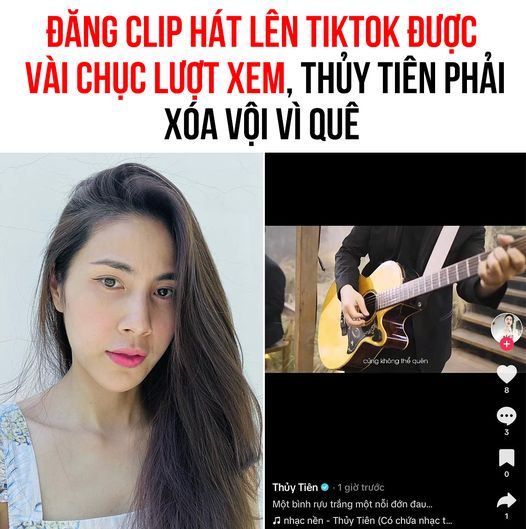 ĐĂNG CLIP HÁT LÊN TIKTOK ĐƯỢC
VÀI CHỤC LƯỢT XEM, THỦY TIÊN PHẢI
XÓA VỘI VÌ QUÊ
cũng không thể quên
8
3
0
1
Thủy Tiên · 1 giờ trước
Một bình rựu trắng một nỗi đớn đau...
nhạc nền - Thủy Tiên (Có chứa nhạc t...